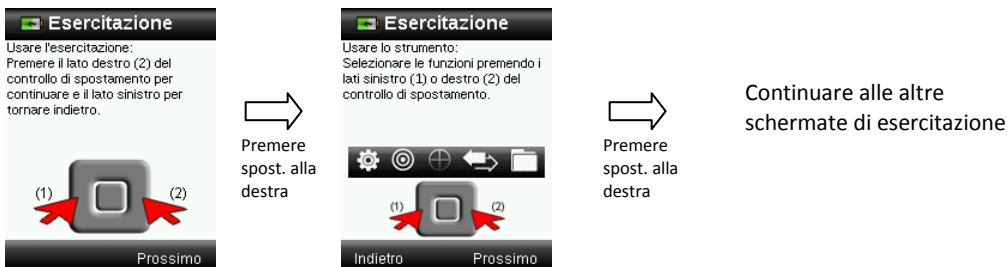 Esercitazione
Usare l'esercitazione:
Premere il lato destro (2) del
controllo di spostamento per
continuare e il lato sinistro per
tornare indietro.
(1)
(2)
Prossimo
Premere
spost. alla
destra
Esercitazione
Usare lo strumento:
Selezionare le funzioni premendo i
lati sinistro (1) o destro (2) del
controllo di spostamento.
(1)
(2)
Indietro Prossimo
Premere
spost. alla
destra
Continuare alle altre
schermate di esercitazione